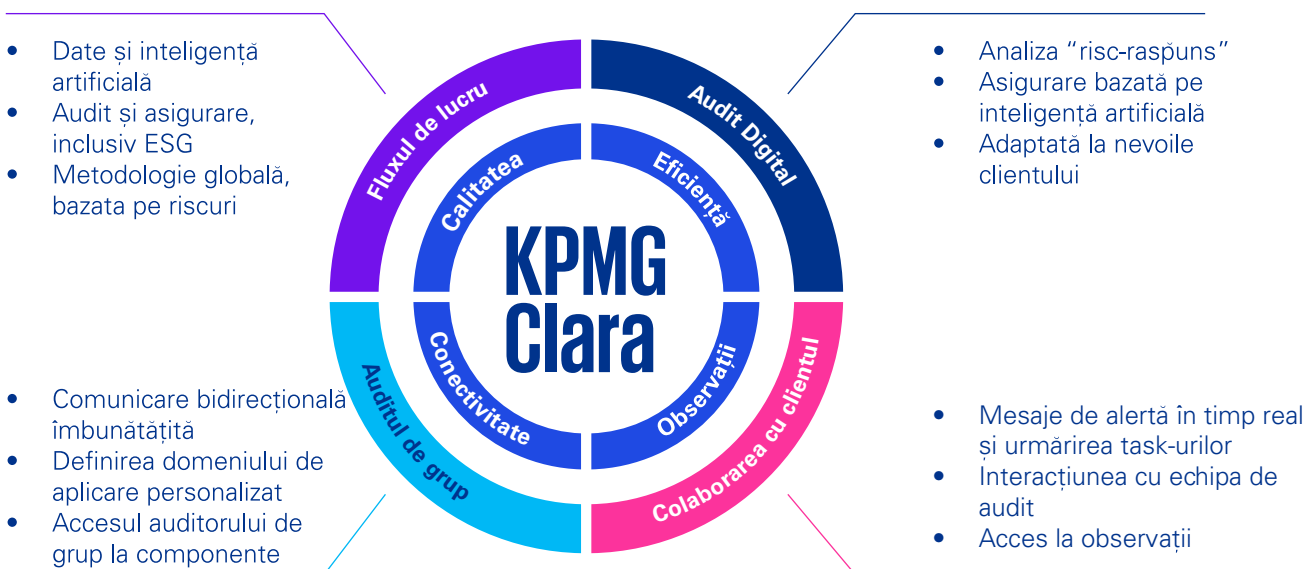 • Date și inteligență
artificială
• Audit și asigurare,
inclusiv ESG
• Metodologie globală,
bazata pe riscuri
• Analiza “risc-raspuns”
• Asigurare bazată pe
inteligență artificială
• Adaptată la nevoile
clientului
Fluxul de lucru
Audit Digital
Calitatea
Eficiență
KPMG
Clara
Conectivitate
Observații
Auditul de grup
Colaborarea cu clientul
• Comunicare bidirecțională
îmbunătățită
• Definirea domeniului de
aplicare personalizat
• Accesul auditorului de
grup la componente
• Mesaje de alertă în timp real
și urmărirea task-urilor
• Interacțiunea cu echipa de
audit
• Acces la observații